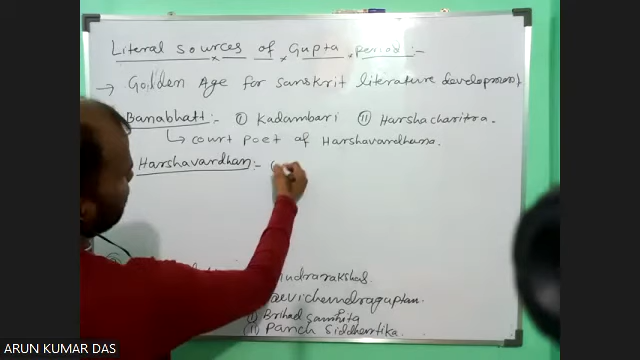 Literal sources of Gupta period :-
→ Golden Age for sanskrit literature development
Banabhatt :- (i) Kadambari (ii) Harshacharitra.
↳ court poet of Harshavardhana.
Harshavardhan :-
Mudrarakshas
Daevichandraguptam.
(i) Brihad Samhita
(ii) Panch Siddhantika.
ARUN KUMAR DAS